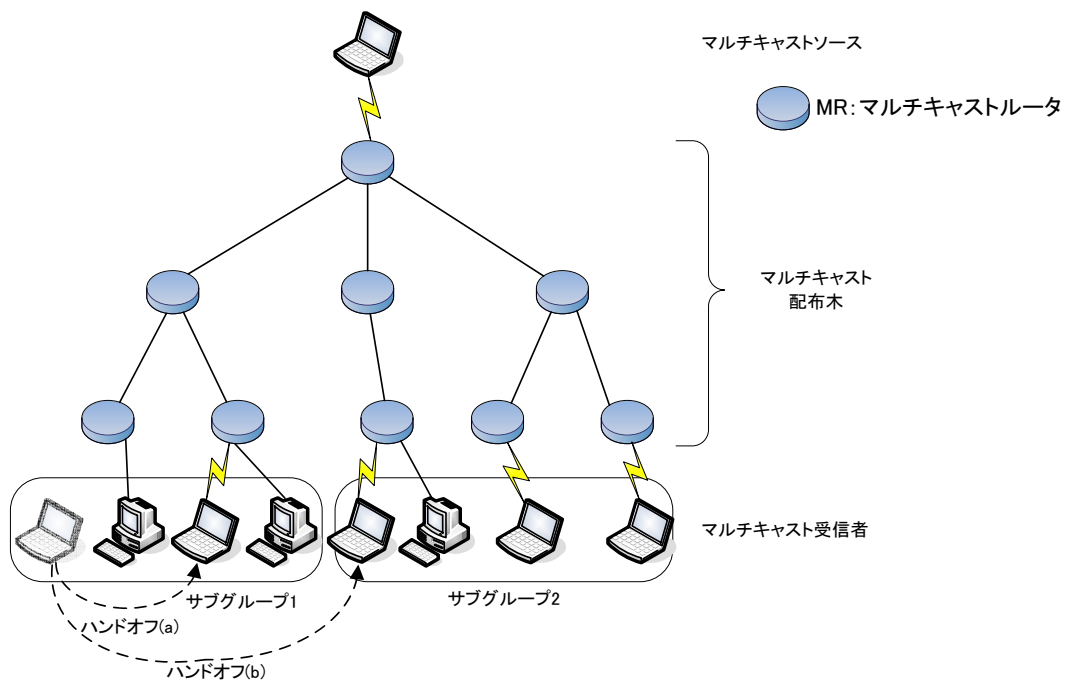 マルチキャストソース
MR:マルチキャストルータ
マルチキャスト
配布木
マルチキャスト受信者
サブグループ1
サブグループ2
ハンドオフ(a)
ハンドオフ(b)